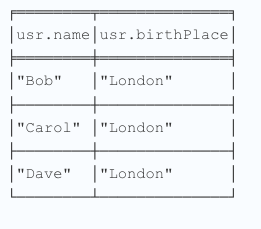 usr.name usr.birthPlace
"Bob" "London"
"Carol" "London"
"Dave" "London"